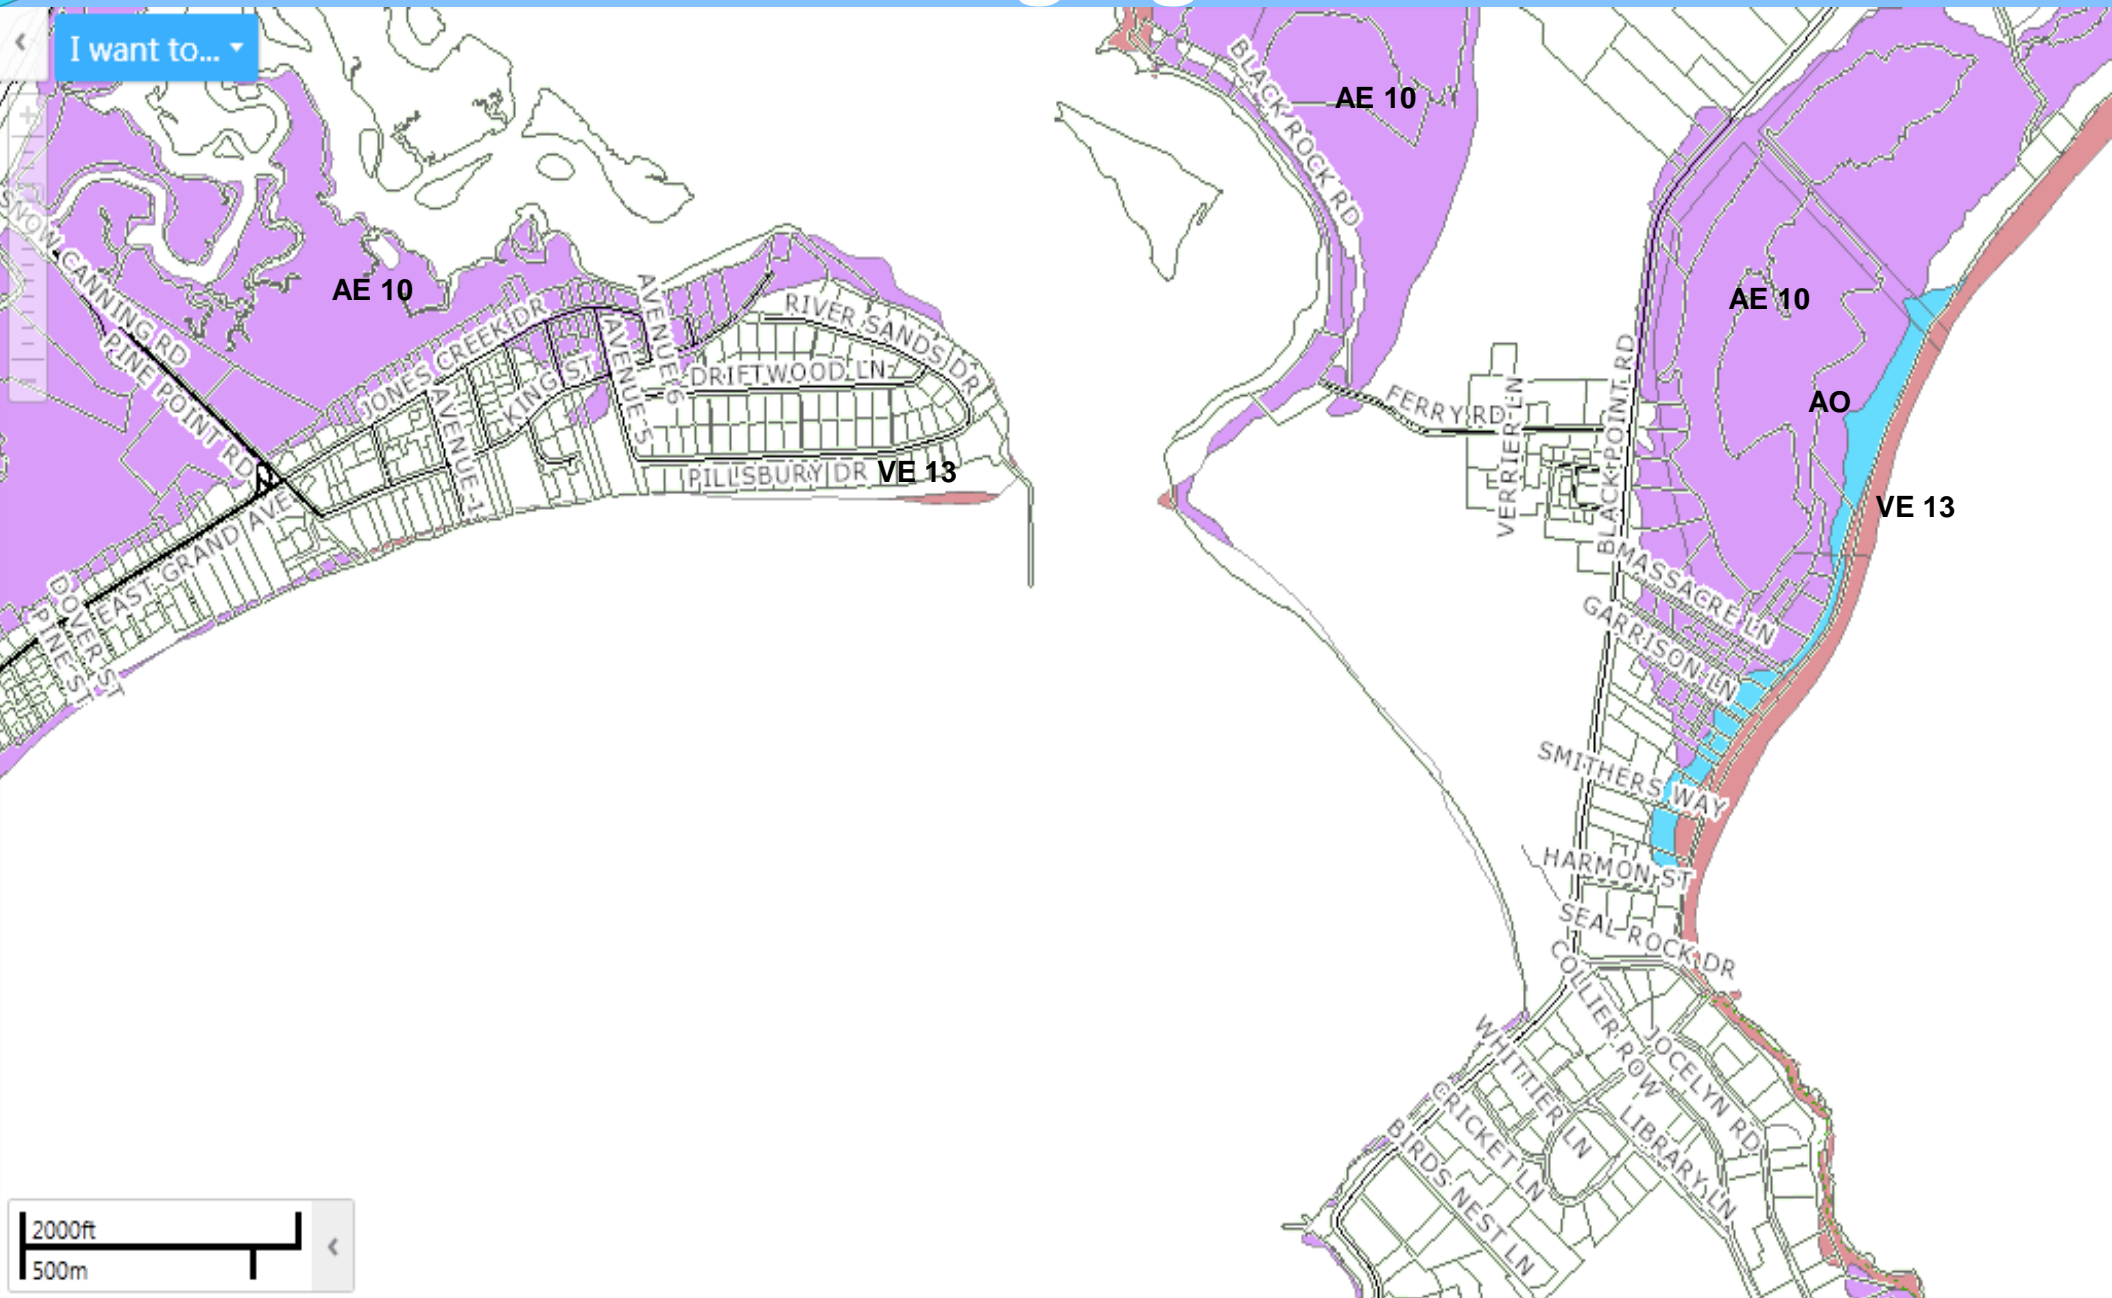 I want to...
BLACK ROCK RD
AE 10
SNOW CANNING RD
AE 10
PINE POINT RD
JONES CREEK DR
AVENUE 6
RIVER SANDS DR
AVENUE 5
KING ST
DRIFTWOOD LN
AVENUE 1
PILLSBURY DR
VE 13
EAST GRAND AVE
DOVER ST
PINE ST
AE 10
AO
VE 13
FERRY RD
VERRIER LN
BLACK POINT RD
MASSACRE LN
GARRISON LN
SMITHERS WAY
HARMON ST
SEAL ROCK DR
COLLIER ROW
JOCELYN RD
WHITTIER LN
CRICKET LN
LIBRARY LN
BIRDS NEST LN
2000ft
500m